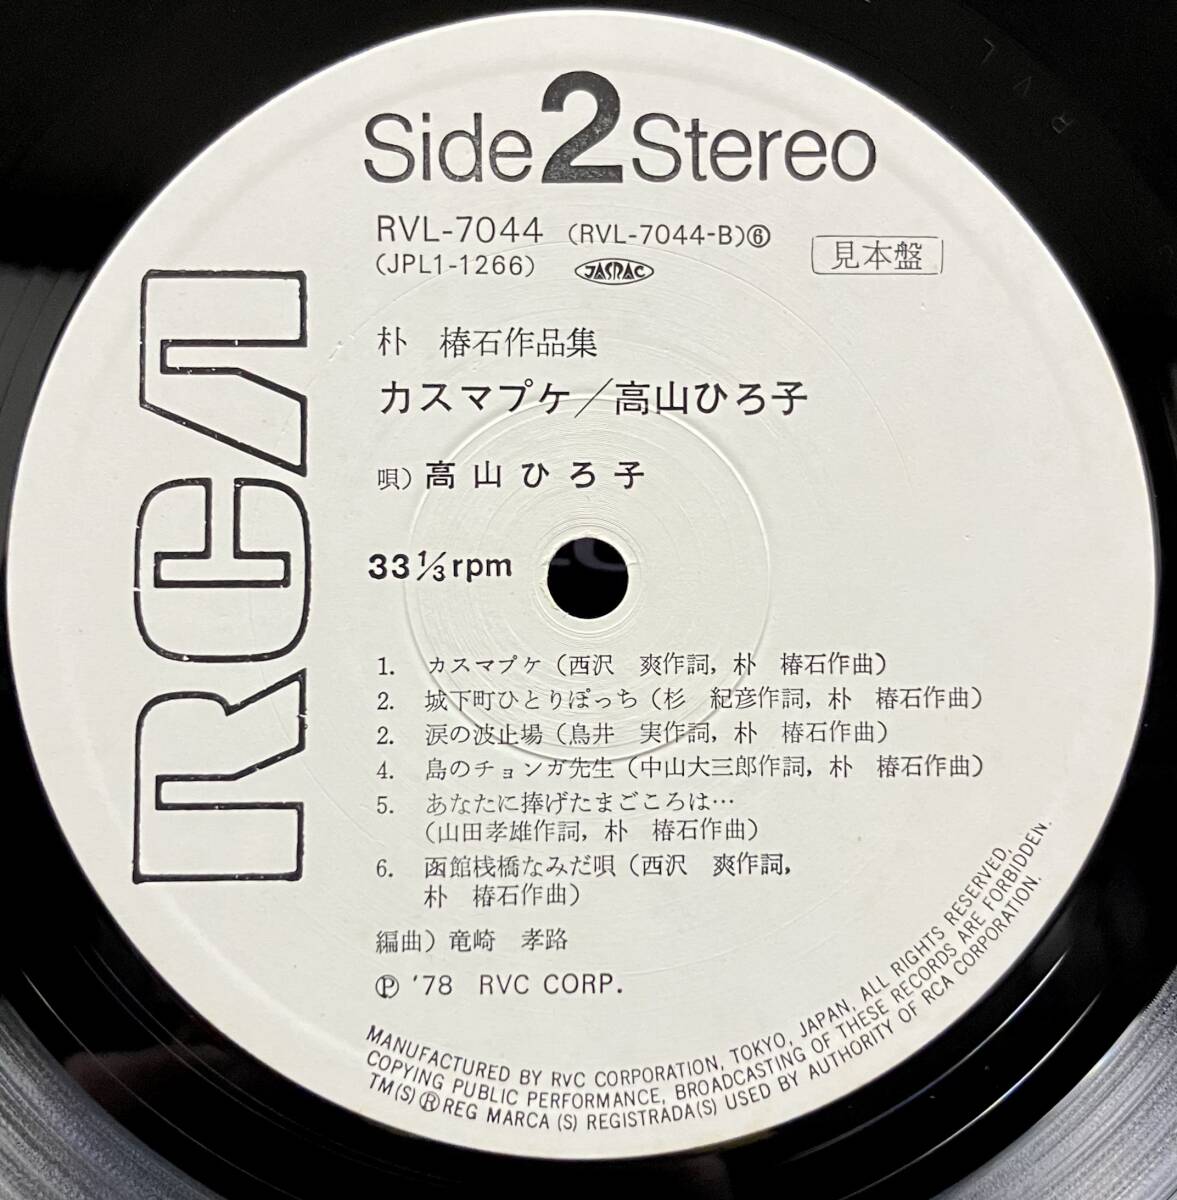 Side 2 Stereo
RVL-7044 (RVL-7044-B)⑥
(JPL1-1266) JASRAC
見本盤
RCA
朴 椿石作品集
カスマプケ／高山ひろ子
唄）高山ひろ子
33 1/3 rpm
1. カスマプケ（西沢 爽作詞，朴 椿石作曲）
2. 城下町ひとりぽっち（杉 紀彦作詞，朴 椿石作曲）
2. 涙の波止場（鳥井 実作詞，朴 椿石作曲）
4. 島のチョンガ先生（中山大三郎作詞，朴 椿石作曲）
5. あなたに捧げたまごころは…
（山田孝雄作詞，朴 椿石作曲）
6. 函館桟橋なみだ唄（西沢 爽作詞，
朴 椿石作曲）
編曲）竜崎 孝路
Ⓟ '78 RVC CORP.
MANUFACTURED BY RVC CORPORATION, TOKYO, JAPAN, ALL RIGHTS RESERVED,
COPYING PUBLIC PERFORMANCE, BROADCASTING OF THESE RECORDS ARE FORBIDDEN.
TM(S) ® REG MARCA (S) REGISTRADA(S) USED BY AUTHORITY OF RCA CORPORATION.
R V L